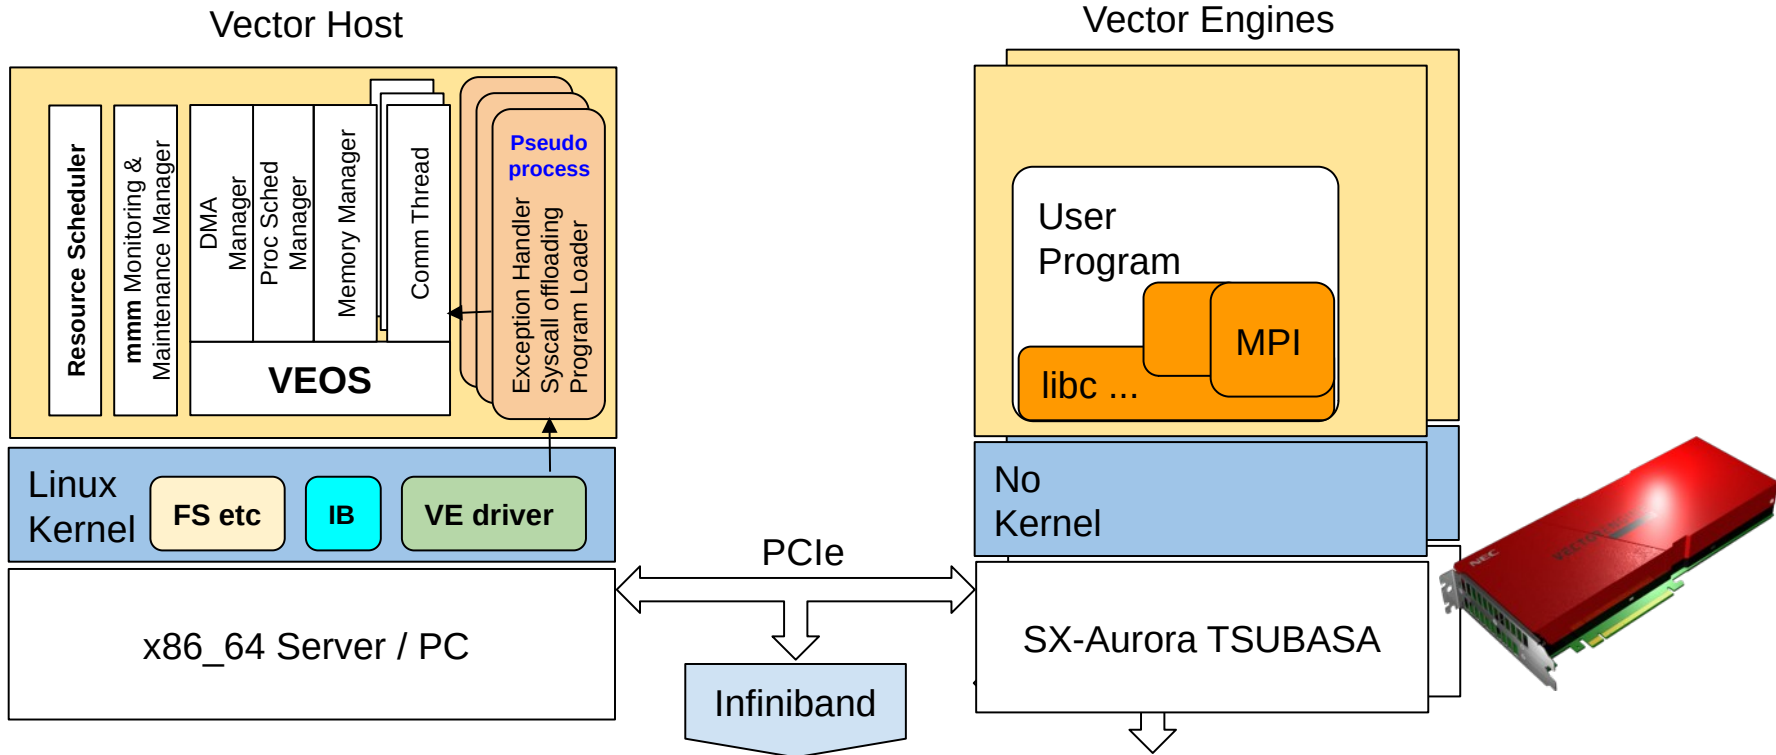 Vector Host
Vector Engines
Resource Scheduler
mmm Monitoring &
Maintenance Manager
DMA
Manager
Proc Sched
Manager
Memory Manager
Comm Thread
VEOS
Pseudo
process
Exception Handler
Syscall offloading
Program Loader
User
Program
MPI
libc ...
Linux
Kernel
FS etc
IB
VE driver
No
Kernel
PCIe
x86_64 Server / PC
Infiniband
SX-Aurora TSUBASA
NEC